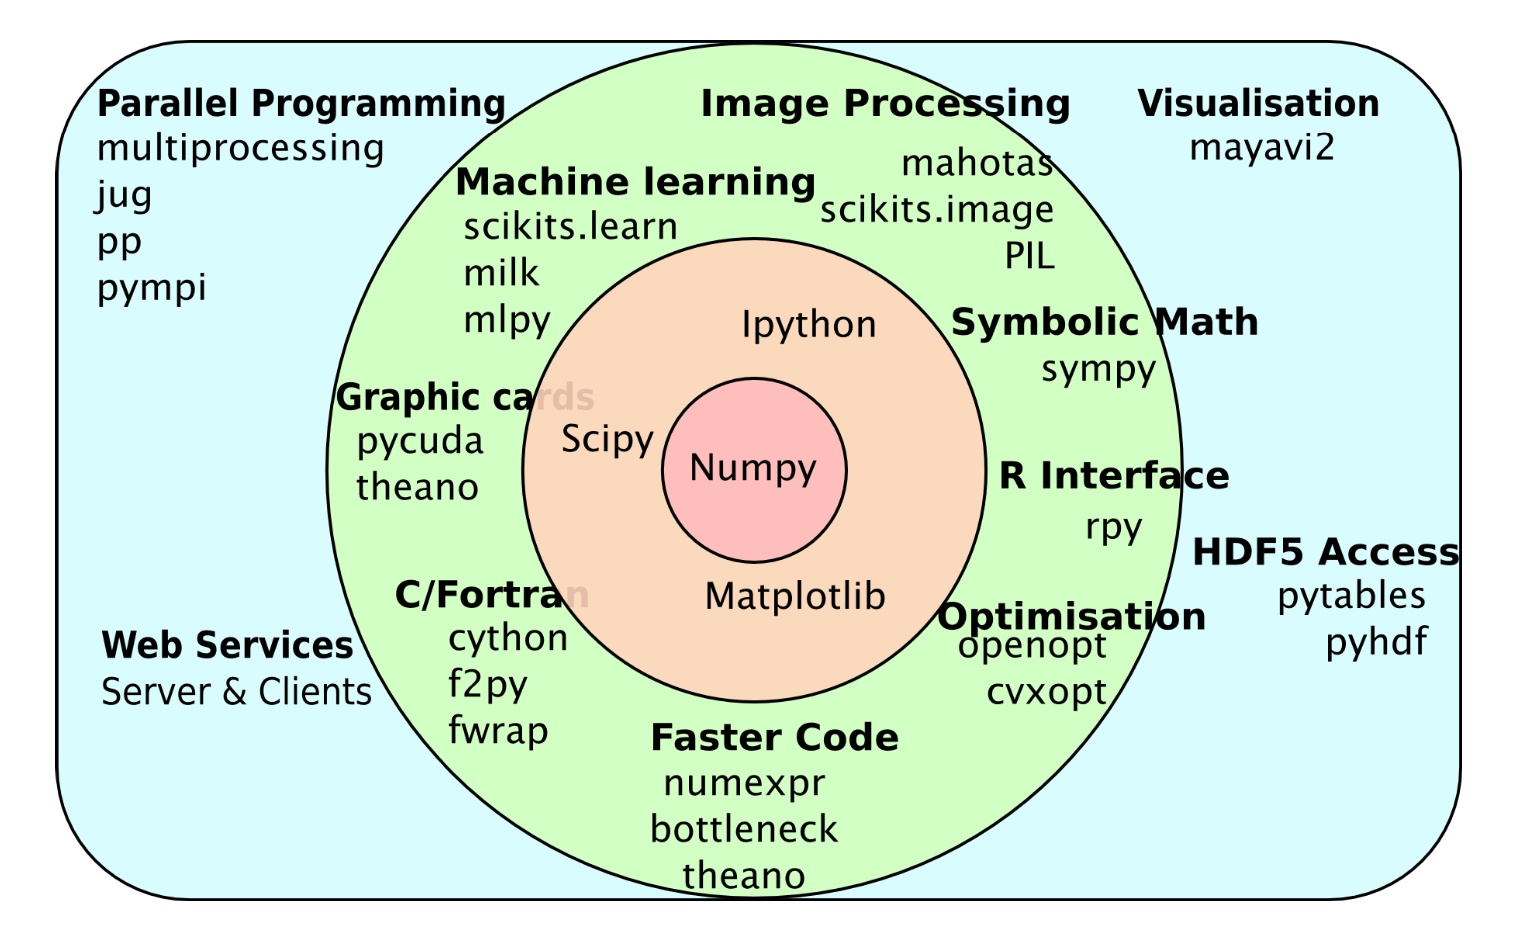 Parallel Programming
multiprocessing
jug
pp
pympi
Image Processing
mahotas
scikits.image
PIL
Visualisation
mayavi2
Machine learning
scikits.learn
milk
mlpy
Ipython
Symbolic Math
sympy
Graphic cards
pycuda
theano
Scipy
Numpy
R Interface
rpy
HDF5 Access
pytables
pyhdf
C/Fortran
cython
f2py
fwrap
Matplotlib
Optimisation
openopt
cvxopt
Web Services
Server & Clients
Faster Code
numexpr
bottleneck
theano